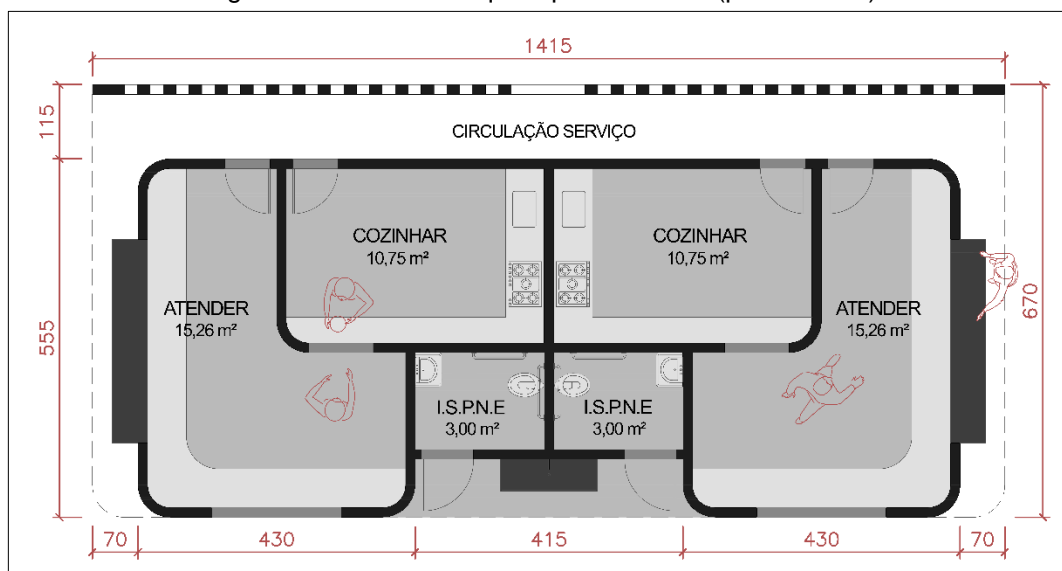 1415
115
CIRCULAÇÃO SERVIÇO
COZINHAR
10,75 m²
COZINHAR
10,75 m²
ATENDER
15,26 m²
ATENDER
15,26 m²
555
670
I.S.P.N.E
3,00 m²
I.S.P.N.E
3,00 m²
70
430
415
430
70